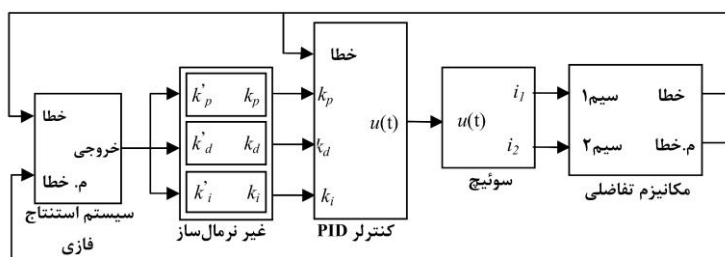 خطا
خروجی
م. خطا
سیستم استنتاج
فازی
k'p kp
k'd kd
k'i ki
غیر نرمال‌ساز
خطا
kp
kd
ki
u(t)
کنترلر PID
u(t)
i1
i2
سوئیچ
سیم۱
خطا
سیم۲
م.خطا
مکانیزم تفاضلی